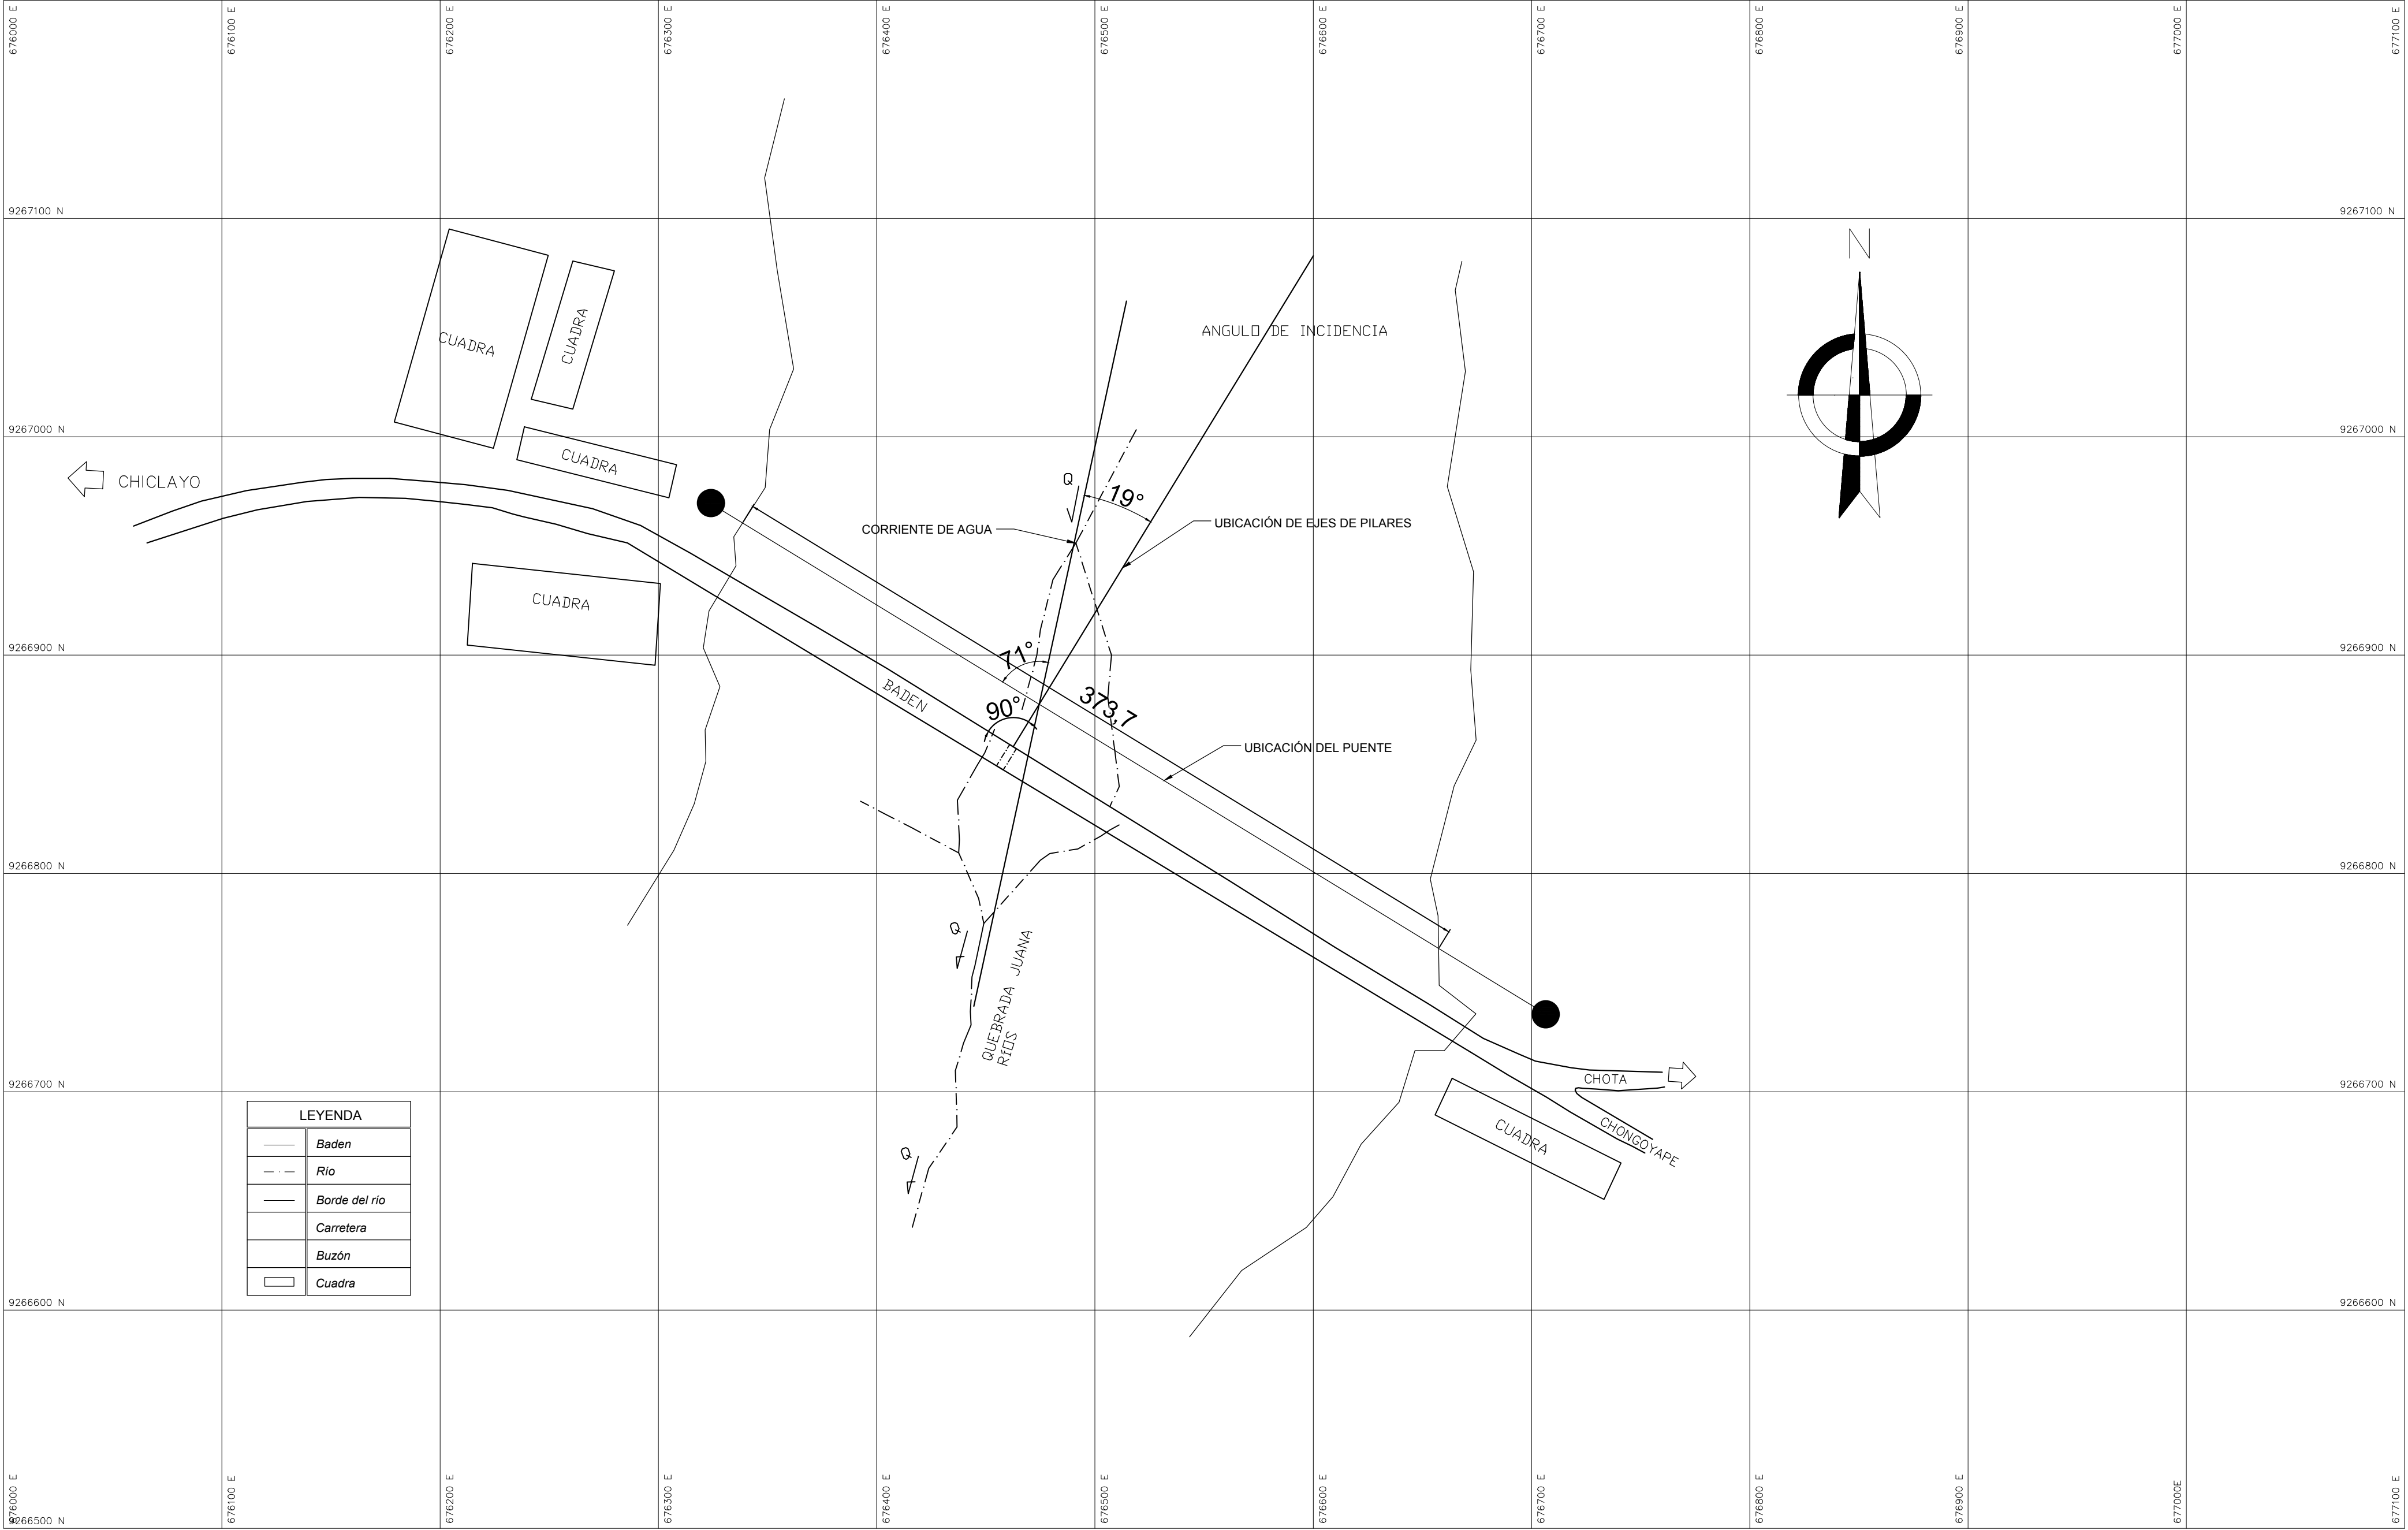 676000 E
676100 E
676200 E
676300 E
676400 E
676500 E
676600 E
676700 E
676800 E
676900 E
677000 E
677100 E
9267100 N
9267100 N
N
CUADRA
CUADRA
ANGULO DE INCIDENCIA
9267000 N
9267000 N
CUADRA
CHICLAYO
Q
19°
CORRIENTE DE AGUA
UBICACIÓN DE EJES DE PILARES
CUADRA
9266900 N
9266900 N
71°
BADEN
90°
373,7
UBICACIÓN DEL PUENTE
9266800 N
9266800 N
Q
QUEBRADA JUANA
RÍOS
9266700 N
9266700 N
CHOTA
CHONGOYAPE
CUADRA
Q
LEYENDA
Baden
Río
Borde del río
Carretera
Buzón
Cuadra
9266600 N
9266600 N
676000 E
676100 E
676200 E
676300 E
676400 E
676500 E
676600 E
676700 E
676800 E
676900 E
677000E
677100 E
9266500 N